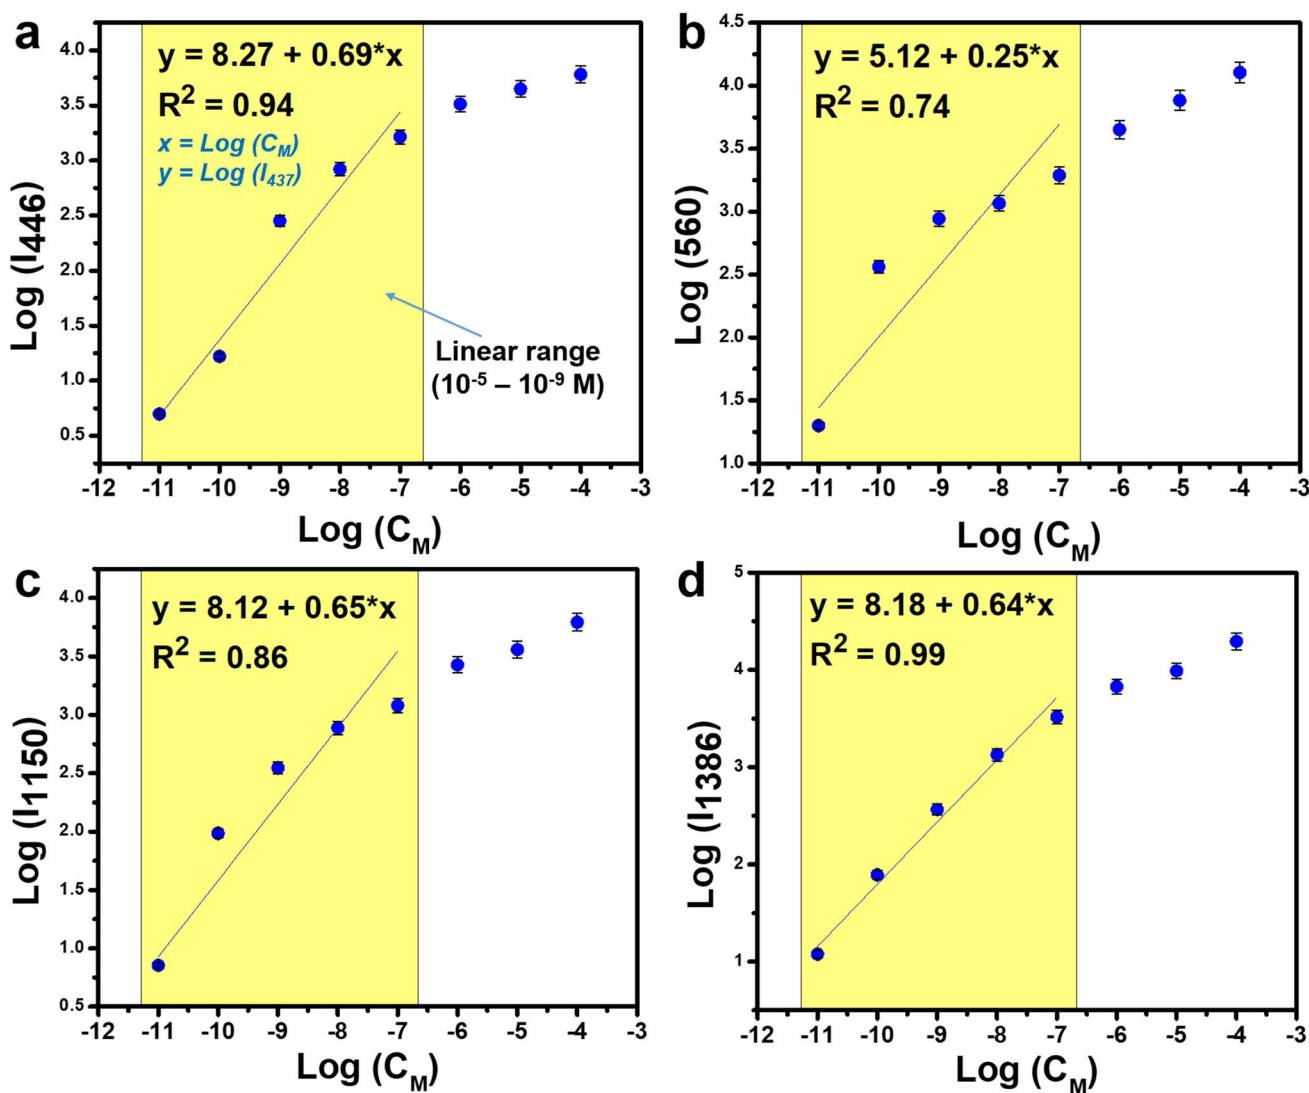 a
y = 8.27 + 0.69*x
R² = 0.94
x = Log (C_M)
y = Log (I₄₃₇)
Linear range
(10⁻⁵ – 10⁻⁹ M)
4.0
3.5
3.0
2.5
2.0
1.5
1.0
0.5
Log (I446)
-12 -11 -10 -9 -8 -7 -6 -5 -4 -3
Log (C_M)
b
y = 5.12 + 0.25*x
R² = 0.74
4.5
4.0
3.5
3.0
2.5
2.0
1.5
1.0
Log (560)
-12 -11 -10 -9 -8 -7 -6 -5 -4 -3
Log (C_M)
c
y = 8.12 + 0.65*x
R² = 0.86
4.0
3.5
3.0
2.5
2.0
1.5
1.0
0.5
Log (I1150)
-12 -11 -10 -9 -8 -7 -6 -5 -4 -3
Log (C_M)
d
y = 8.18 + 0.64*x
R² = 0.99
5
4
3
2
1
Log (I1386)
-12 -11 -10 -9 -8 -7 -6 -5 -4 -3
Log (C_M)